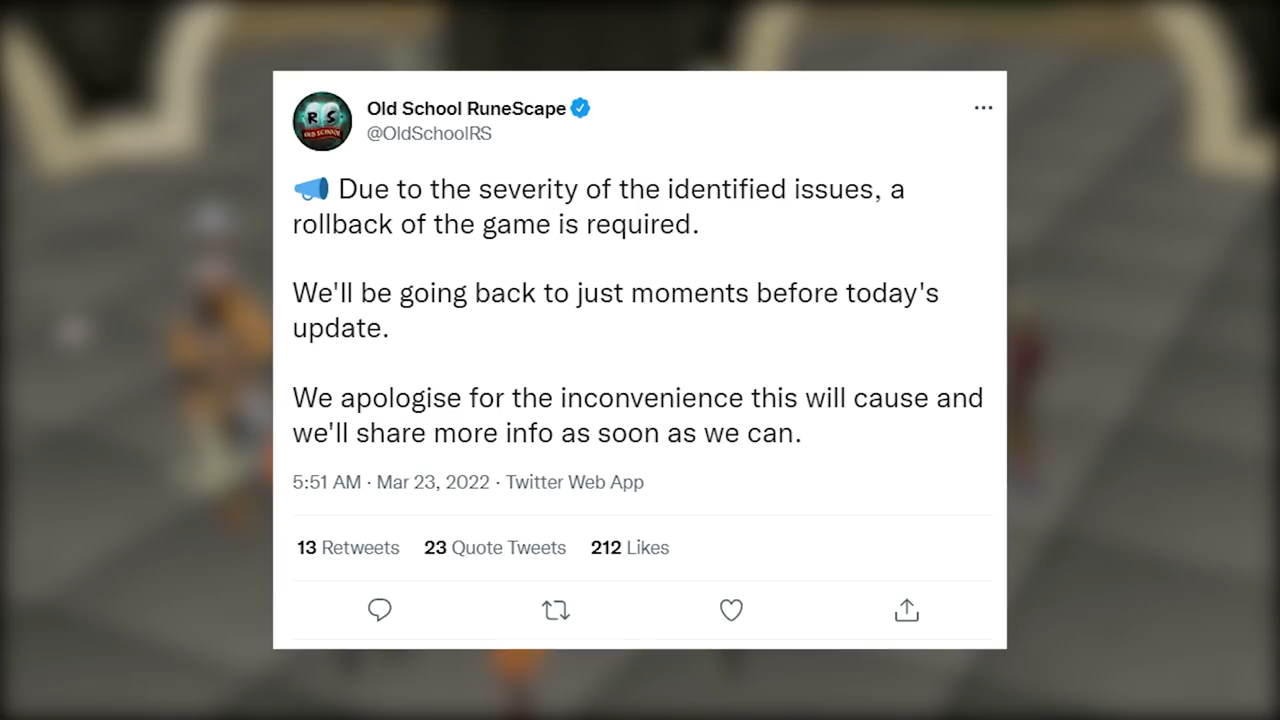 RS
OLD SCHOOL
Old School RuneScape
@OldSchoolRS
Due to the severity of the identified issues, a
rollback of the game is required.
We'll be going back to just moments before today's
update.
We apologise for the inconvenience this will cause and
we'll share more info as soon as we can.
5:51 AM · Mar 23, 2022 · Twitter Web App
13 Retweets 23 Quote Tweets 212 Likes